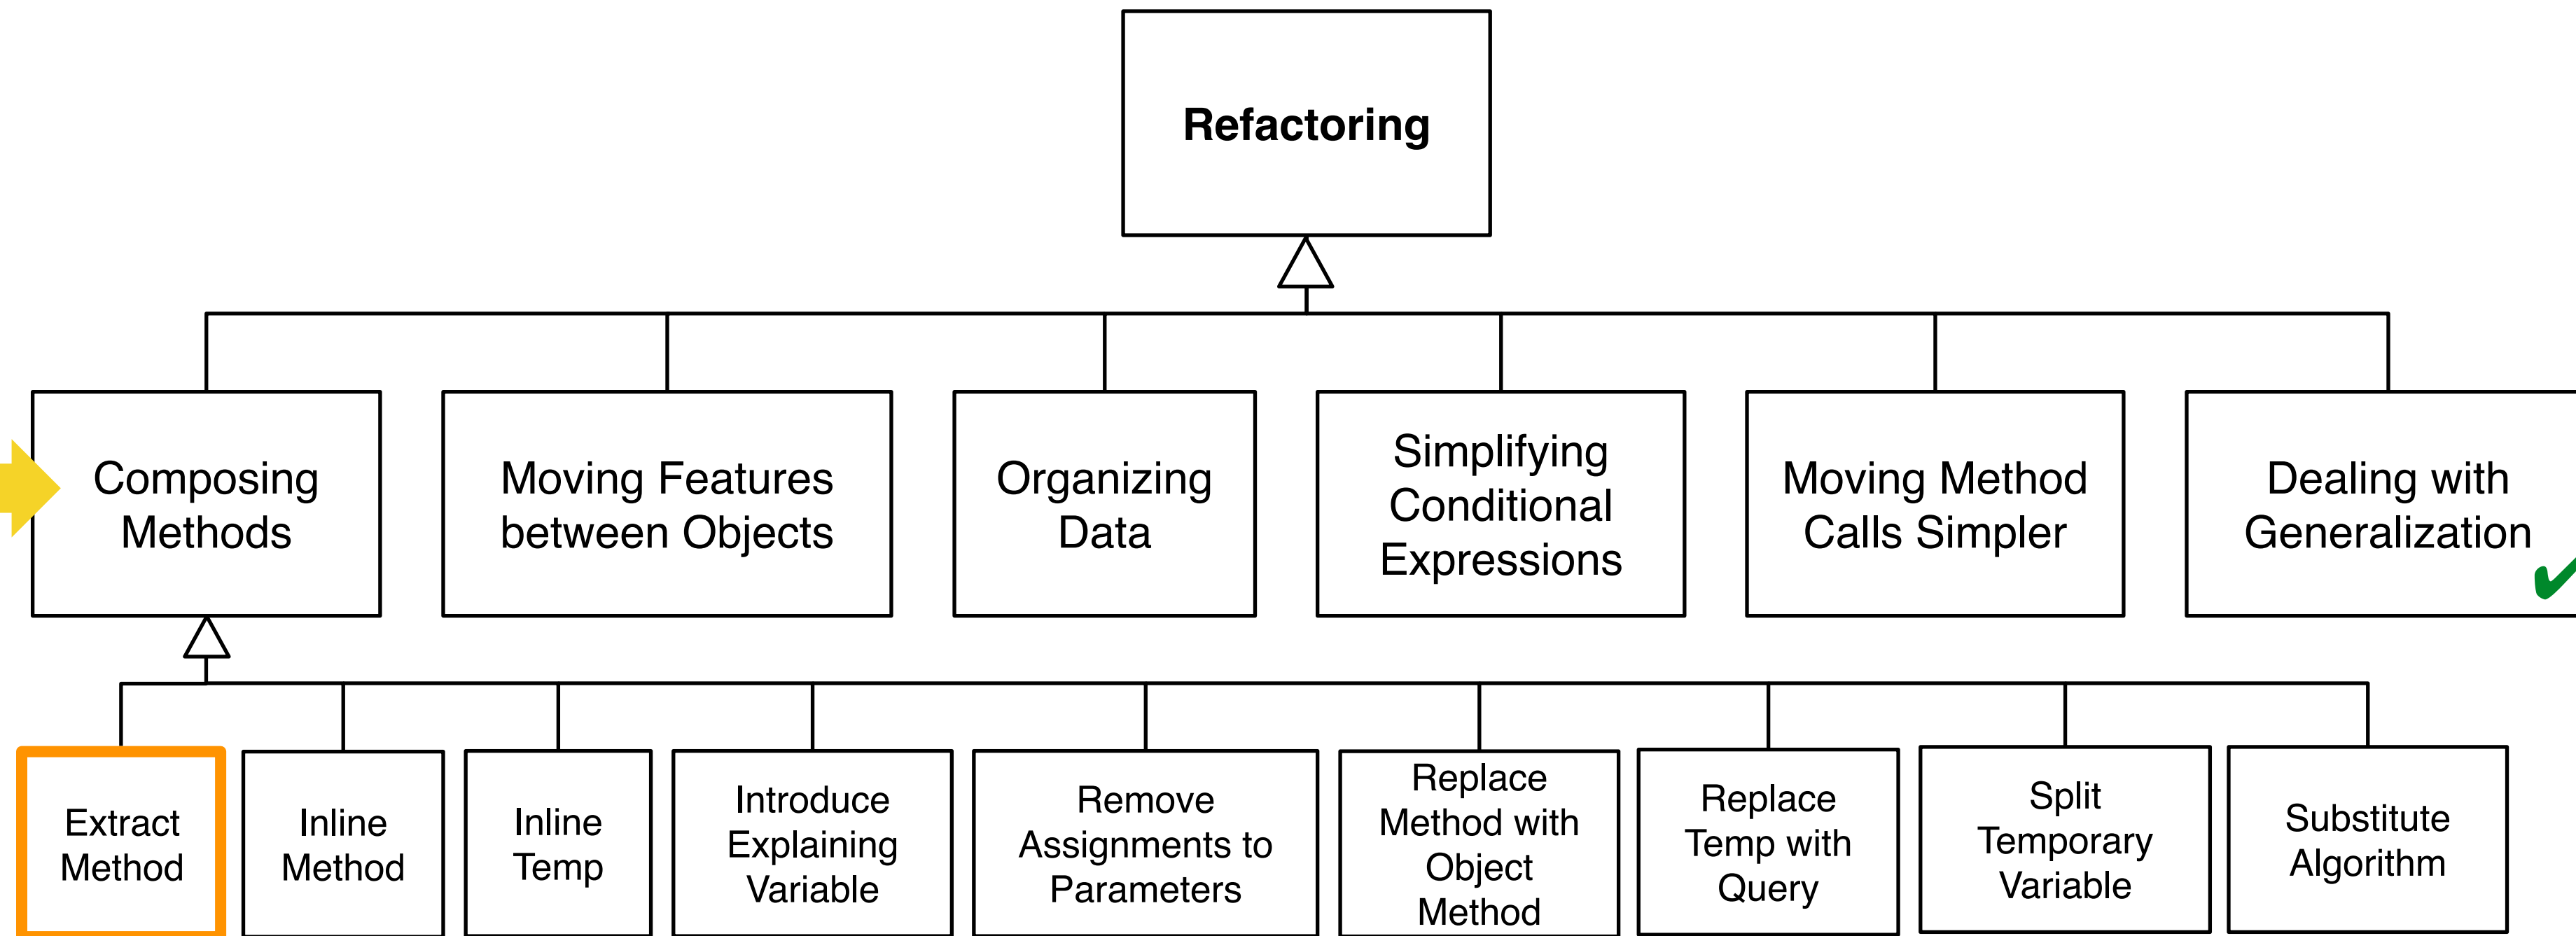 Refactoring
Composing
Methods
Moving Features
between Objects
Organizing
Data
Simplifying
Conditional
Expressions
Moving Method
Calls Simpler
Dealing with
Generalization
Extract
Method
Inline
Method
Inline
Temp
Introduce
Explaining
Variable
Remove
Assignments to
Parameters
Replace
Method with
Object
Method
Replace
Temp with
Query
Split
Temporary
Variable
Substitute
Algorithm